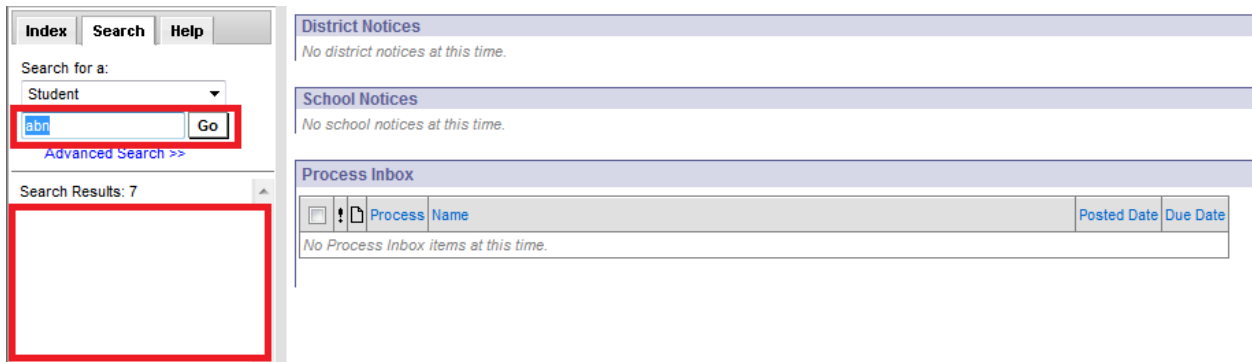 Index Search Help
Search for a:
Student
abn Go
Advanced Search >>
Search Results: 7
District Notices
No district notices at this time.
School Notices
No school notices at this time.
Process Inbox
! Process Name Posted Date Due Date
No Process Inbox items at this time.